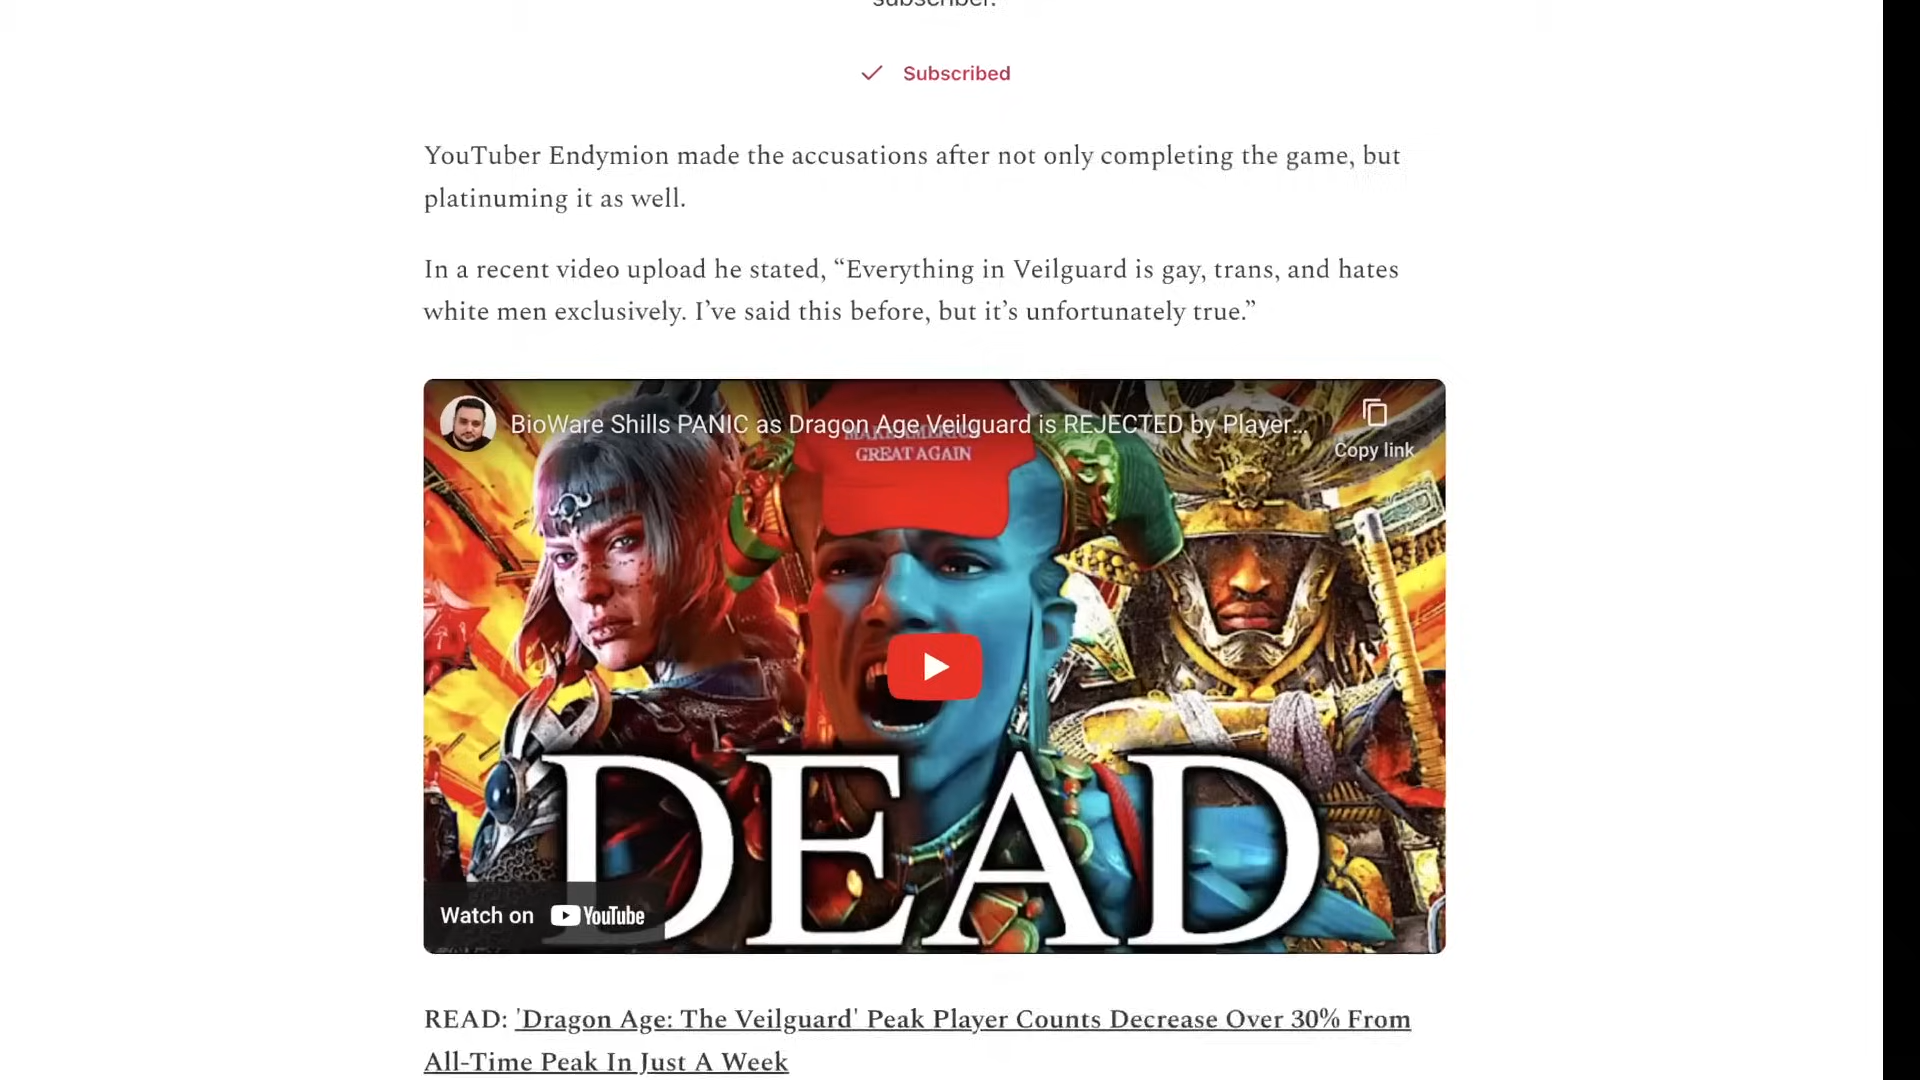 subscriber.
Subscribed
YouTuber Endymion made the accusations after not only completing the game, but
platinuming it as well.
In a recent video upload he stated, “Everything in Veilguard is gay, trans, and hates
white men exclusively. I’ve said this before, but it’s unfortunately true.”
BioWare Shills PANIC as Dragon Age Veilguard is REJECTED by Player...
Copy link
MAKE AMERICA
GREAT AGAIN
DEAD
Watch on YouTube
READ: 'Dragon Age: The Veilguard' Peak Player Counts Decrease Over 30% From
All-Time Peak In Just A Week